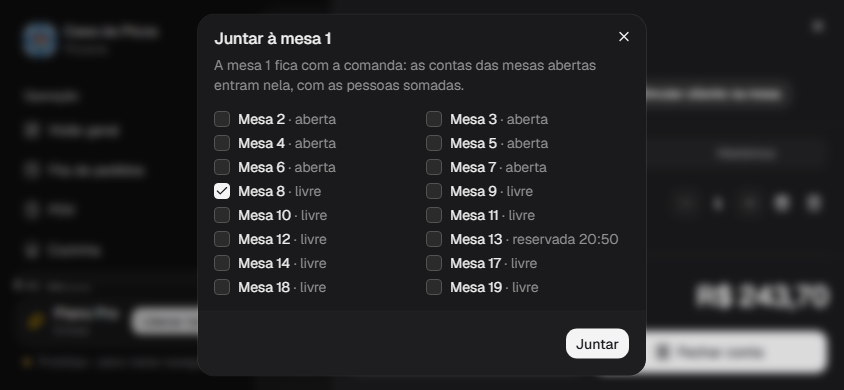 Juntar à mesa 1
A mesa 1 fica com a comanda: as contas das mesas abertas
entram nela, com as pessoas somadas.
Mesa 2 · aberta
Mesa 3 · aberta
Mesa 4 · aberta
Mesa 5 · aberta
Mesa 6 · aberta
Mesa 7 · aberta
Mesa 8 · livre
Mesa 9 · livre
Mesa 10 · livre
Mesa 11 · livre
Mesa 12 · livre
Mesa 13 · reservada 20:50
Mesa 14 · livre
Mesa 17 · livre
Mesa 18 · livre
Mesa 19 · livre
R$ 243,70
Fechar conta
Juntar